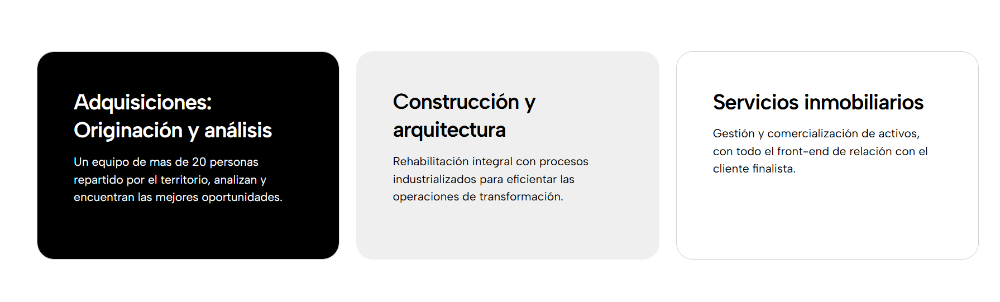 Adquisiciones:
Originación y análisis
Un equipo de mas de 20 personas
repartido por el territorio, analizan y
encuentran las mejores oportunidades.
Construcción y
arquitectura
Rehabilitación integral con procesos
industrializados para eficientar las
operaciones de transformación.
Servicios inmobiliarios
Gestión y comercialización de activos,
con todo el front-end de relación con el
cliente finalista.